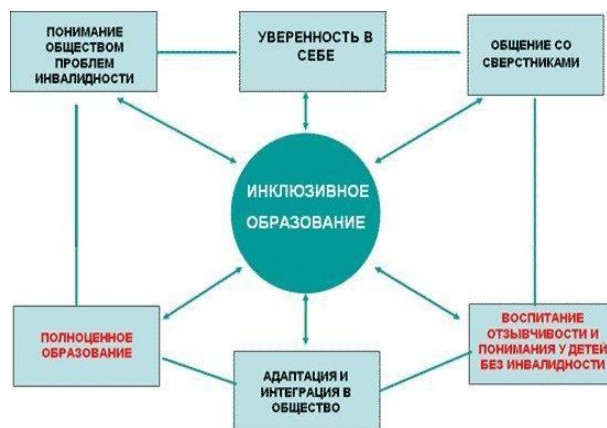 ПОНИМАНИЕ
ОБЩЕСТВОМ
ПРОБЛЕМ
ИНВАЛИДНОСТИ
УВЕРЕННОСТЬ В
СЕБЕ
ОБЩЕНИЕ СО
СВЕРСТНИКАМИ
ИНКЛЮЗИВНОЕ
ОБРАЗОВАНИЕ
ПОЛНОЦЕННОЕ
ОБРАЗОВАНИЕ
АДАПТАЦИЯ И
ИНТЕГРАЦИЯ В
ОБЩЕСТВО
ВОСПИТАНИЕ
ОТЗЫВЧИВОСТИ И
ПОНИМАНИЯ У ДЕТЕЙ
БЕЗ ИНВАЛИДНОСТИ